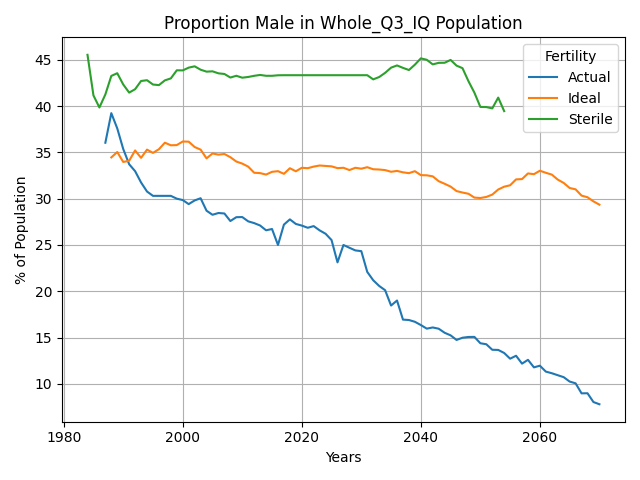 Proportion Male in Whole_Q3_IQ Population
% of Population
45
40
35
30
25
20
15
10
Fertility
Actual
Ideal
Sterile
1980
2000
2020
2040
2060
Years